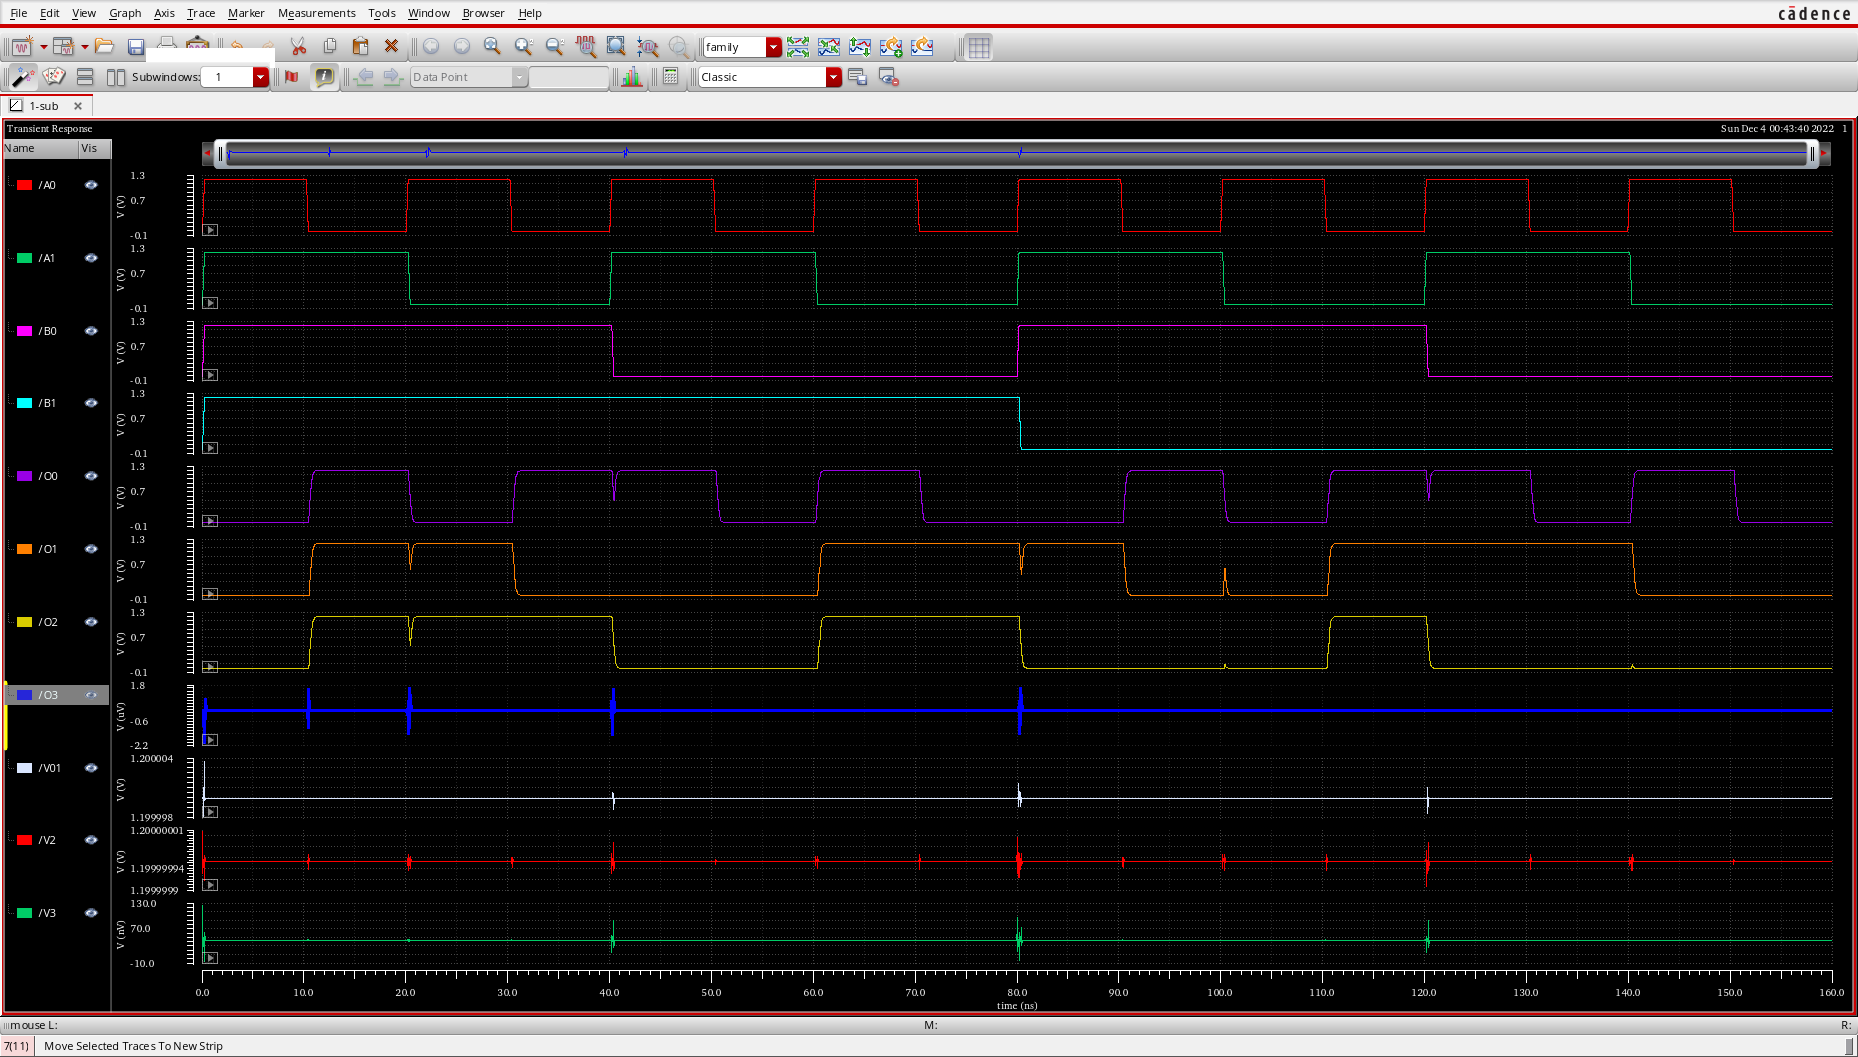 File Edit View Graph Axis Trace Marker Measurements Tools Window Browser Help
cādence
family
Subwindows: 1
Data Point
Classic
1-sub
Transient Response
Sun Dec 4 00:43:40 2022 1
Name Vis
/A0
V (V)
1.3
0.7
-0.1
/A1
V (V)
1.3
0.7
-0.1
/B0
V (V)
1.3
0.7
-0.1
/B1
V (V)
1.3
0.7
-0.1
/O0
V (V)
1.3
0.7
-0.1
/O1
V (V)
1.3
0.7
-0.1
/O2
V (V)
1.3
0.7
-0.1
/O3
V (uV)
1.8
-0.6
-2.2
/V01
V (V)
1.200004
1.199998
/V2
V (V)
1.20000001
1.19999994
1.1999999
/V3
V (nV)
130.0
70.0
-10.0
0.0 10.0 20.0 30.0 40.0 50.0 60.0 70.0 80.0 90.0 100.0 110.0 120.0 130.0 140.0 150.0 160.0
time (ns)
mouse L: M: R:
7(11) Move Selected Traces To New Strip